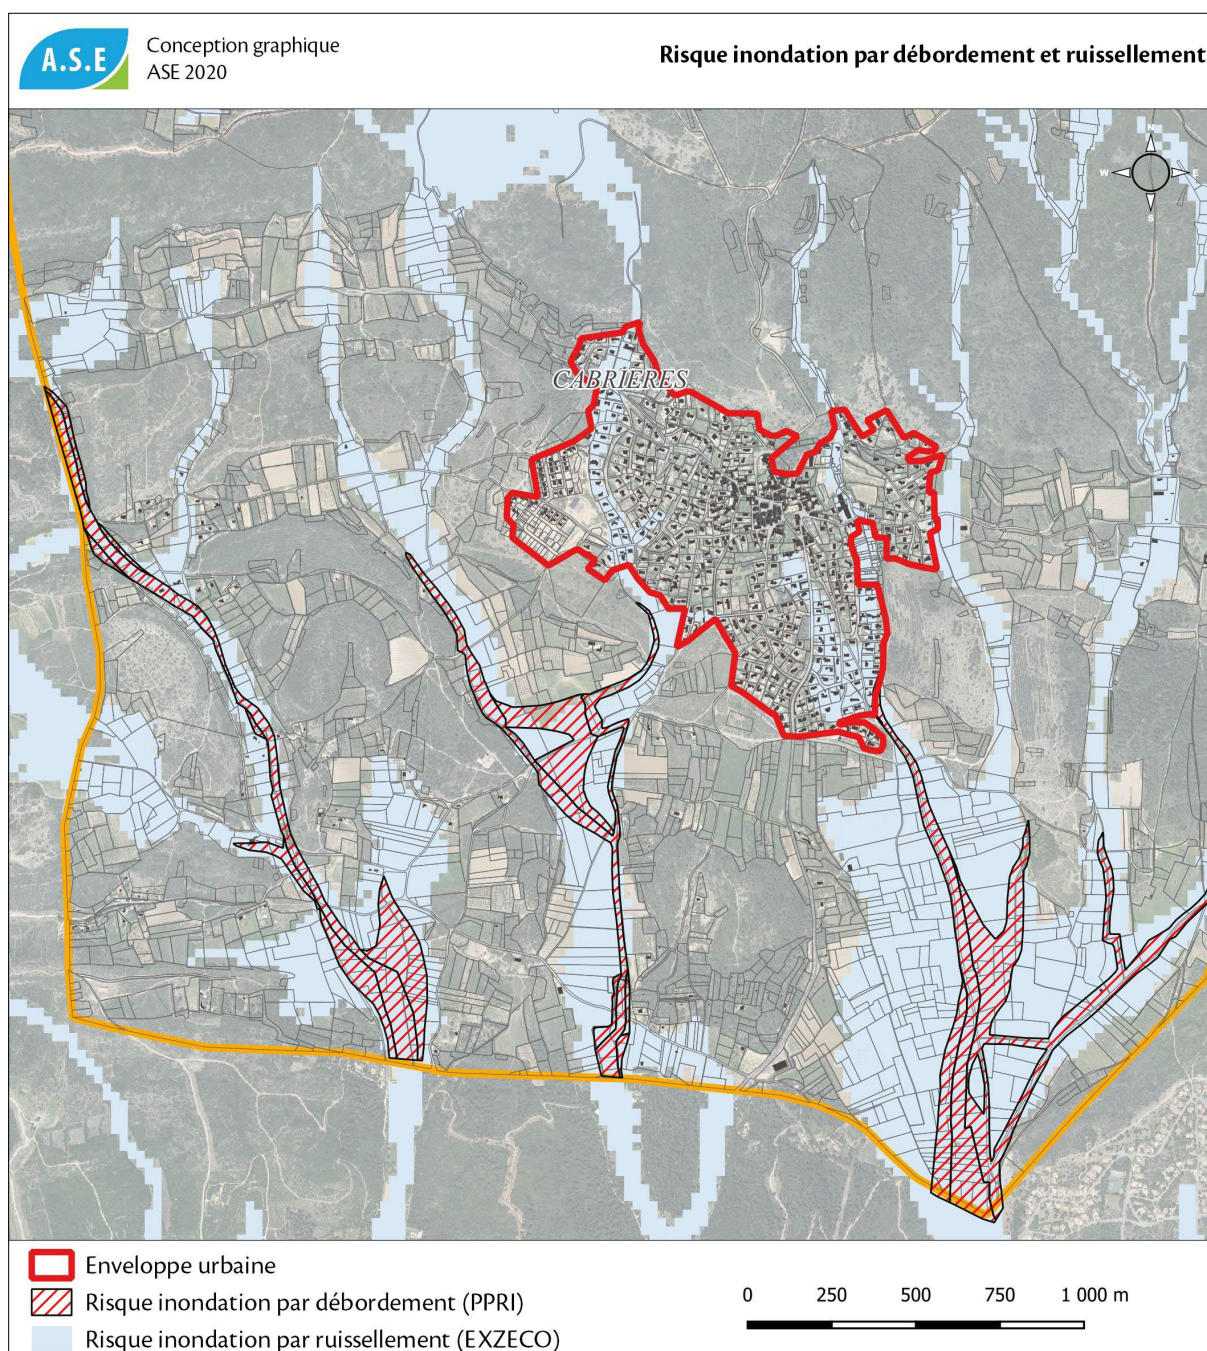 A.S.E
Conception graphique
ASE 2020
Risque inondation par débordement et ruissellement
N
W
E
S
CABRIERES
Enveloppe urbaine
Risque inondation par débordement (PPRI)
Risque inondation par ruissellement (EXZECO)
0 250 500 750 1 000 m